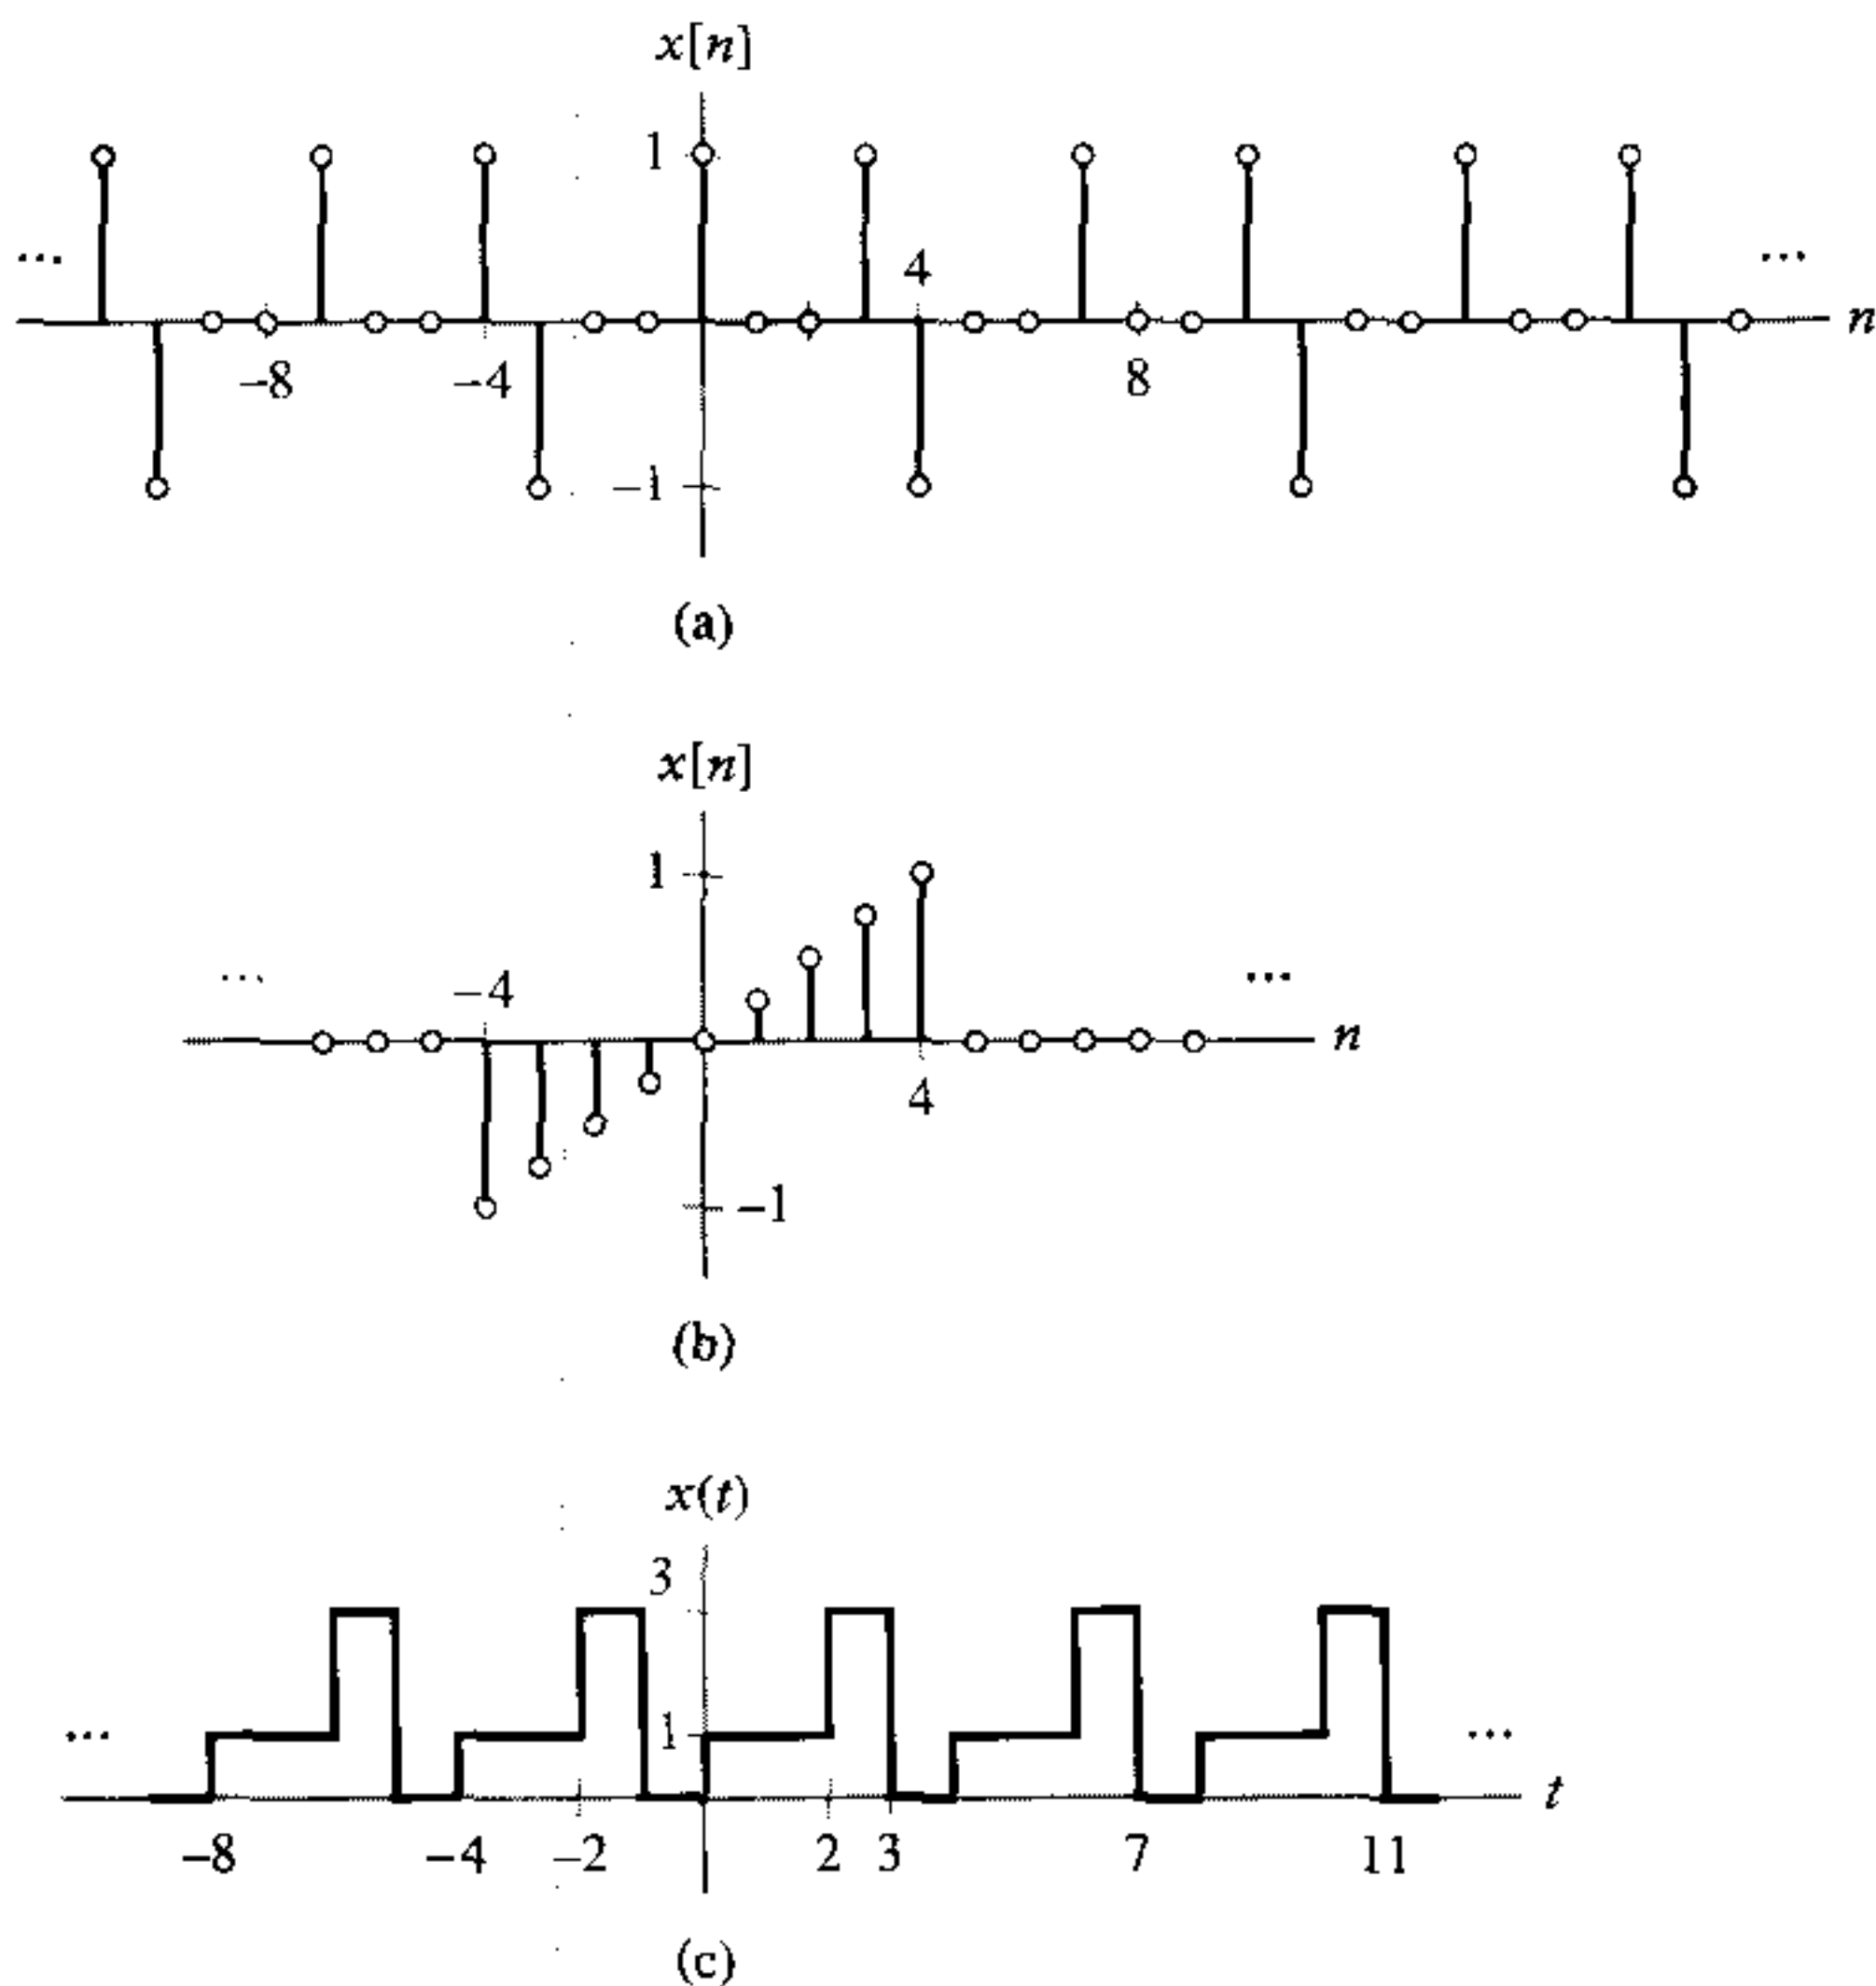 x[n]
1
... 4 ...
n
−8 −4 8
−1
(a)
x[n]
1
... −4 ...
n
4
−1
(b)
x(t)
3
... 1 ...
t
−8 −4 −2 2 3 7 11
(c)